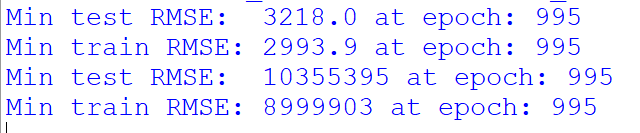 Min test RMSE:  3218.0 at epoch: 995
Min train RMSE: 2993.9 at epoch: 995
Min test RMSE:  10355395 at epoch: 995
Min train RMSE: 8999903 at epoch: 995